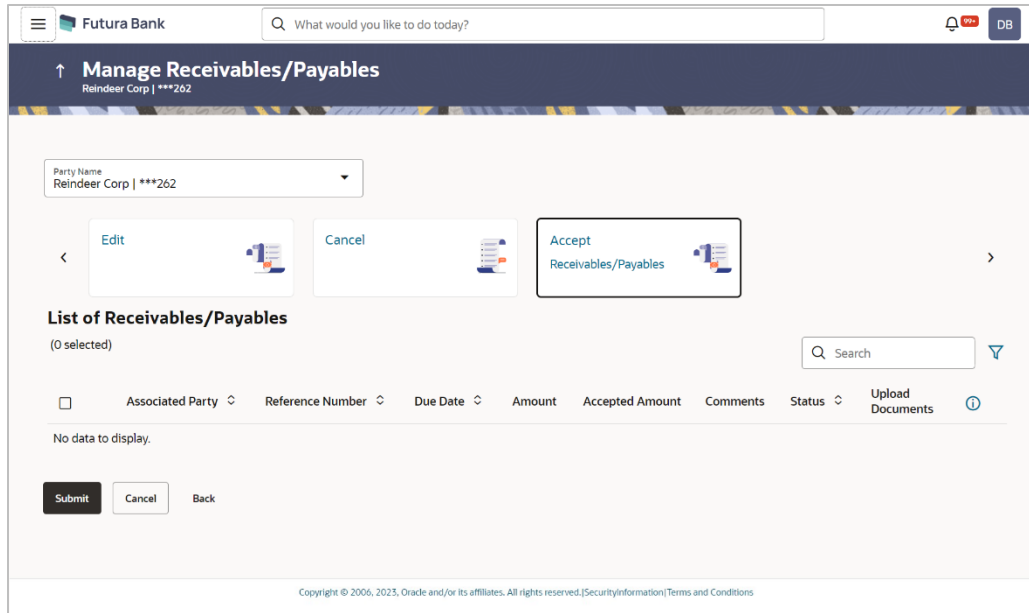 Futura Bank
What would you like to do today?
99+
DB
Manage Receivables/Payables
Reindeer Corp | ***262
Party Name
Reindeer Corp | ***262
Edit
Cancel
Accept
Receivables/Payables
List of Receivables/Payables
(0 selected)
Search
Associated Party Reference Number Due Date Amount Accepted Amount Comments Status Upload Documents
No data to display.
Submit Cancel Back
Copyright © 2006, 2023, Oracle and/or its affiliates. All rights reserved.|SecurityInformation|Terms and Conditions